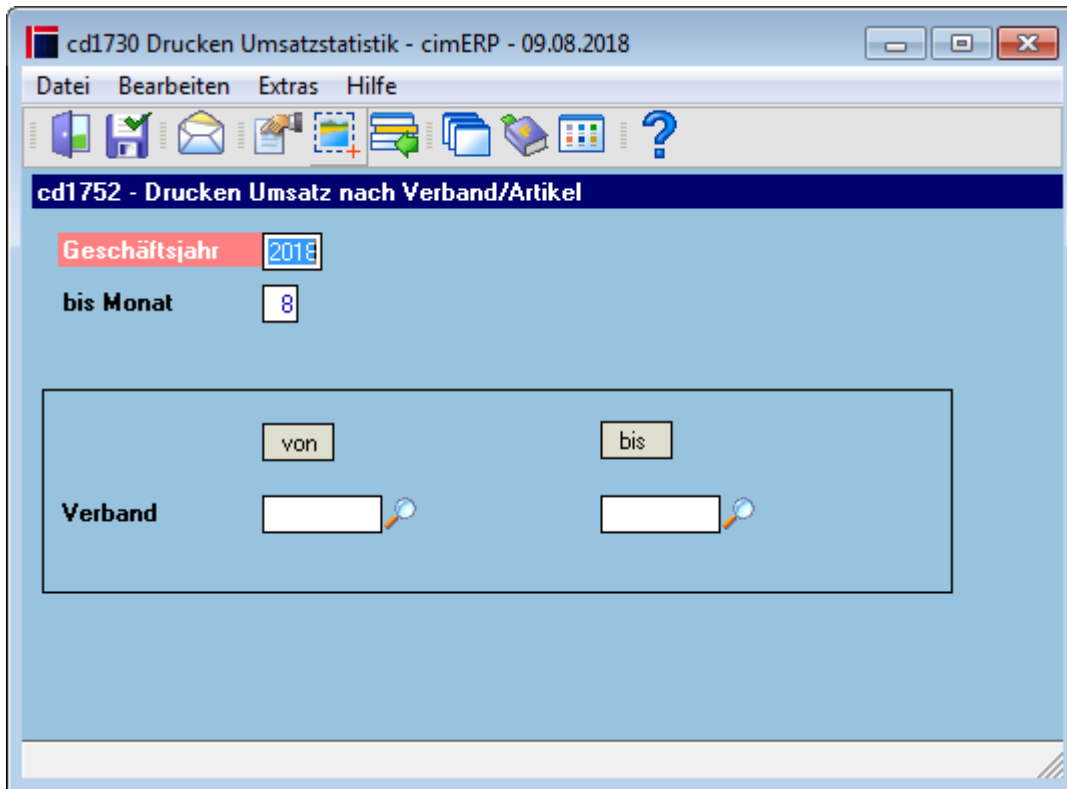 cd1730 Drucken Umsatzstatistik - cimERP - 09.08.2018
Datei Bearbeiten Extras Hilfe
cd1752 - Drucken Umsatz nach Verband/Artikel
Geschäftsjahr 2018
bis Monat 8
von bis
Verband